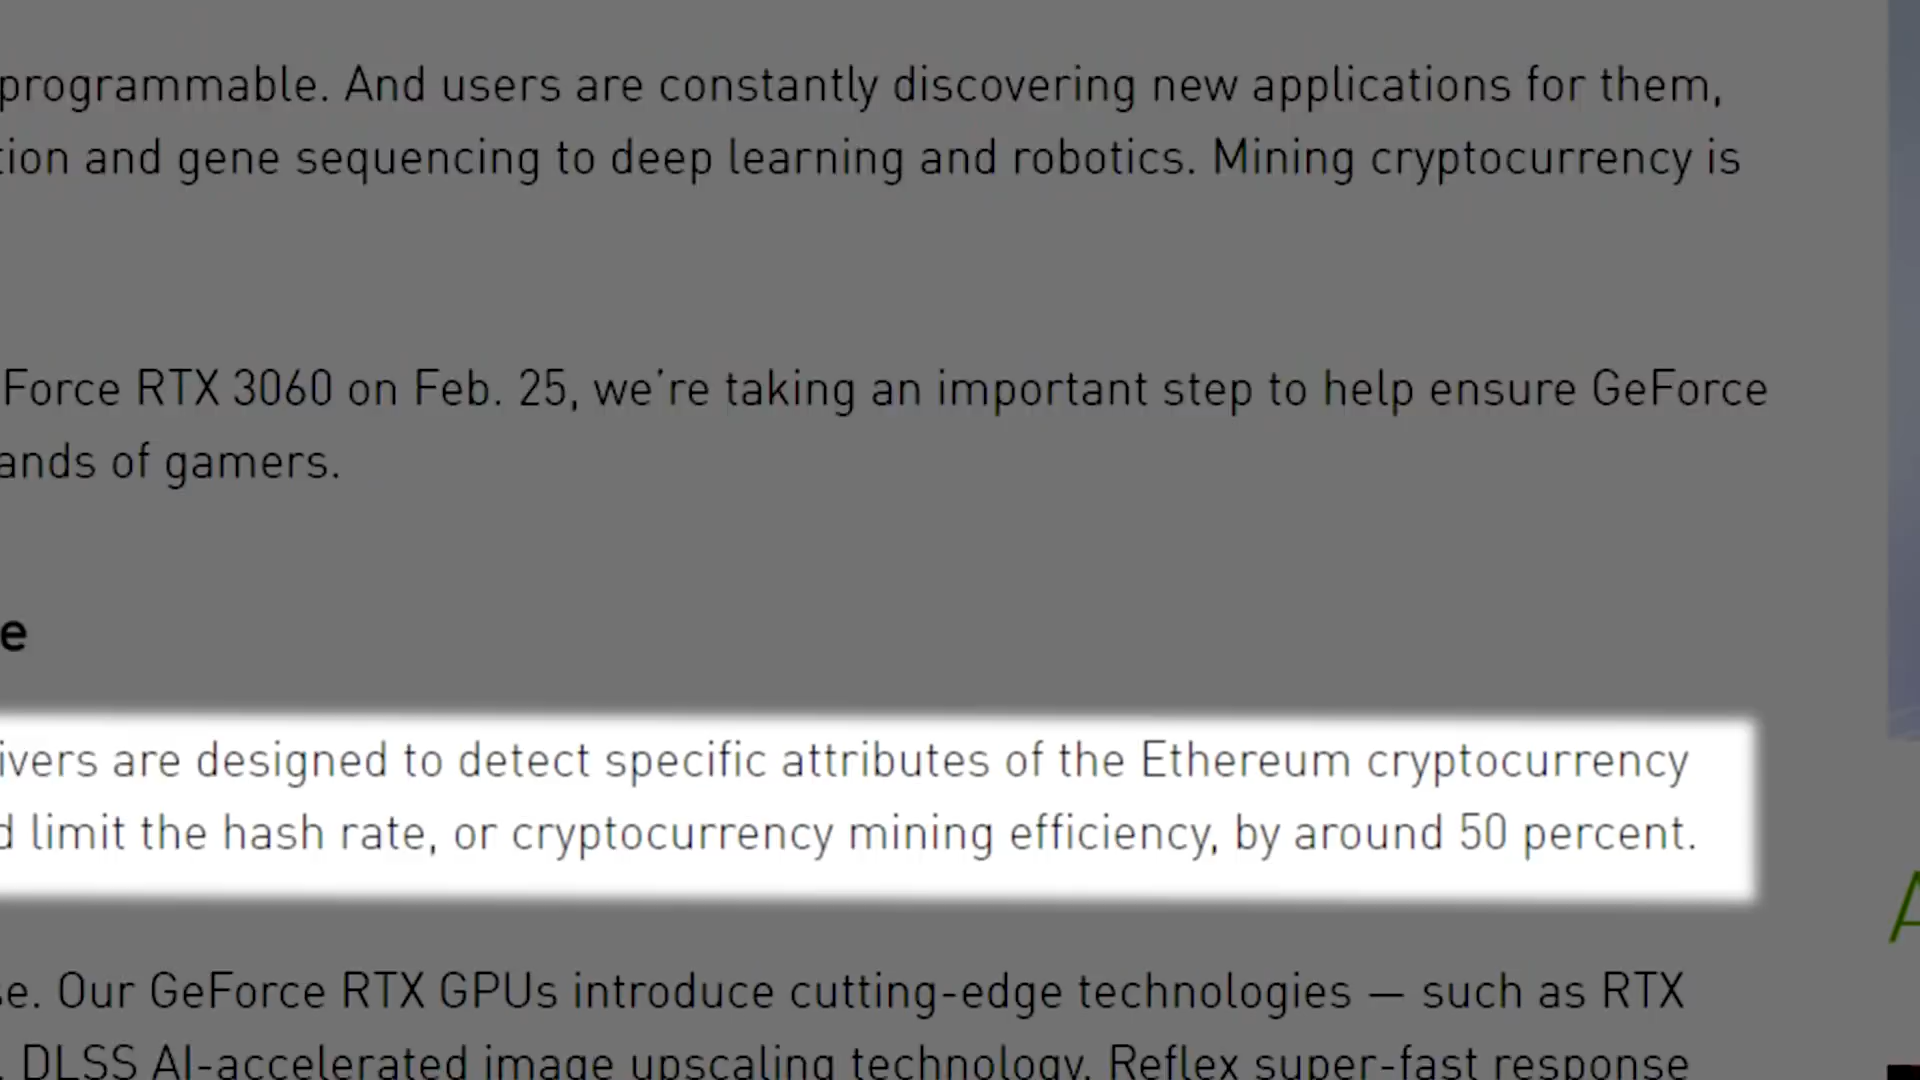 programmable. And users are constantly discovering new applications for them,
tion and gene sequencing to deep learning and robotics. Mining cryptocurrency is
Force RTX 3060 on Feb. 25, we're taking an important step to help ensure GeForce
ands of gamers.
e
ivers are designed to detect specific attributes of the Ethereum cryptocurrency
d limit the hash rate, or cryptocurrency mining efficiency, by around 50 percent.
se. Our GeForce RTX GPUs introduce cutting-edge technologies — such as RTX
, DLSS AI-accelerated image upscaling technology, Reflex super-fast response
A